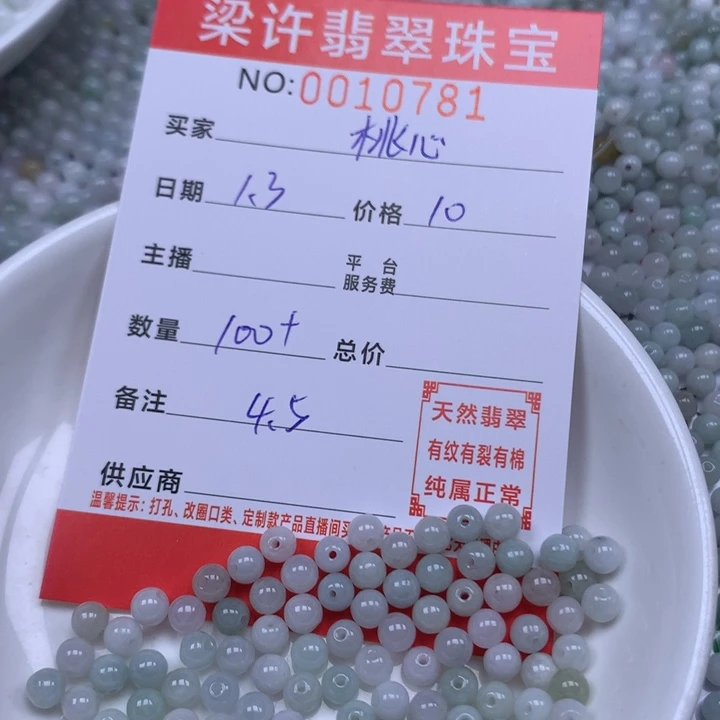 梁许翡翠珠宝
NO:0010781
买家 桃心
日期 1.3 价格 10
主播 平台服务费
数量 100+ 总价
备注 4.5
天然翡翠
有纹有裂有棉
纯属正常
供应商
温馨提示：打孔、改圈口类、定制款产品直播间买